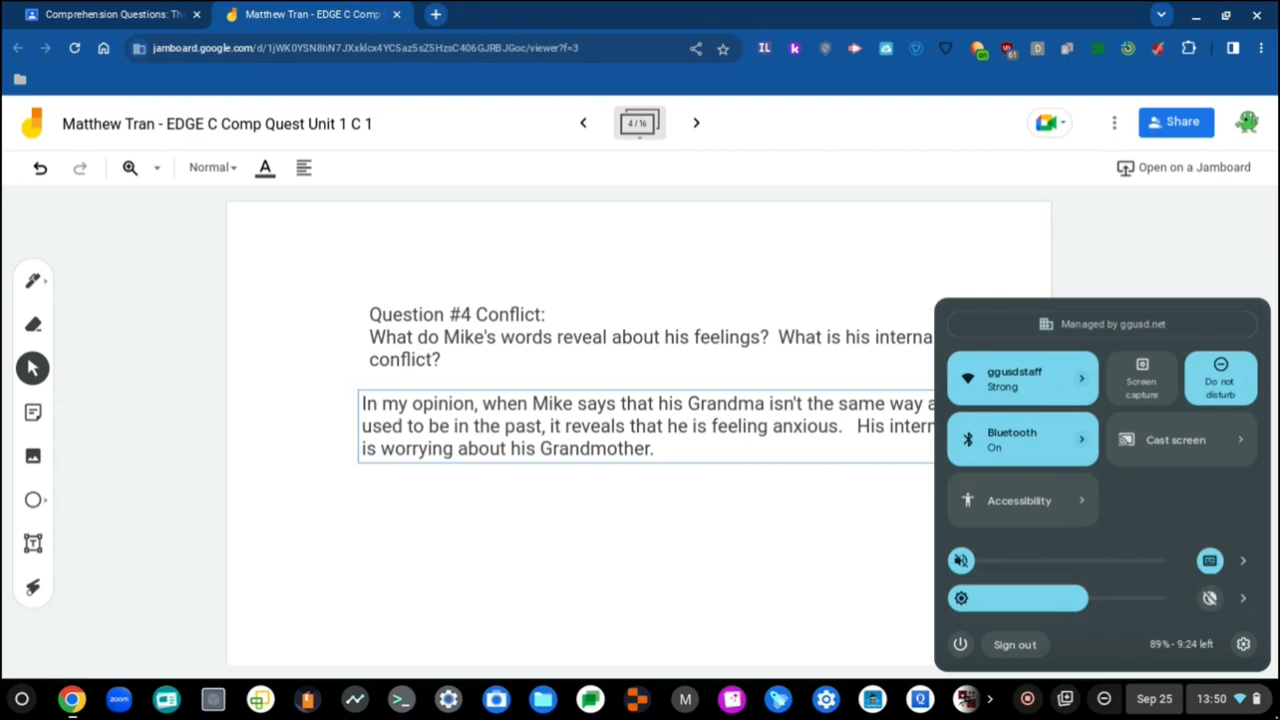 Comprehension Questions: Th
Matthew Tran - EDGE C Comp
jamboard.google.com/d/1jWK0YSN8hN7JXxklcx4YC5az5sZ5HzsC406GJRBJGoc/viewer?f=3
Matthew Tran - EDGE C Comp Quest Unit 1 C 1
4 / 16
Share
Normal
Open on a Jamboard
Question #4 Conflict:
What do Mike's words reveal about his feelings? What is his interna
conflict?
In my opinion, when Mike says that his Grandma isn't the same way a
used to be in the past, it reveals that he is feeling anxious. His intern
is worrying about his Grandmother.
Managed by ggusd.net
ggusdstaff
Strong
Screen
capture
Do not
disturb
Bluetooth
On
Cast screen
Accessibility
Sign out
89% - 9:24 left
zoom
M
Q
Sep 25
13:50